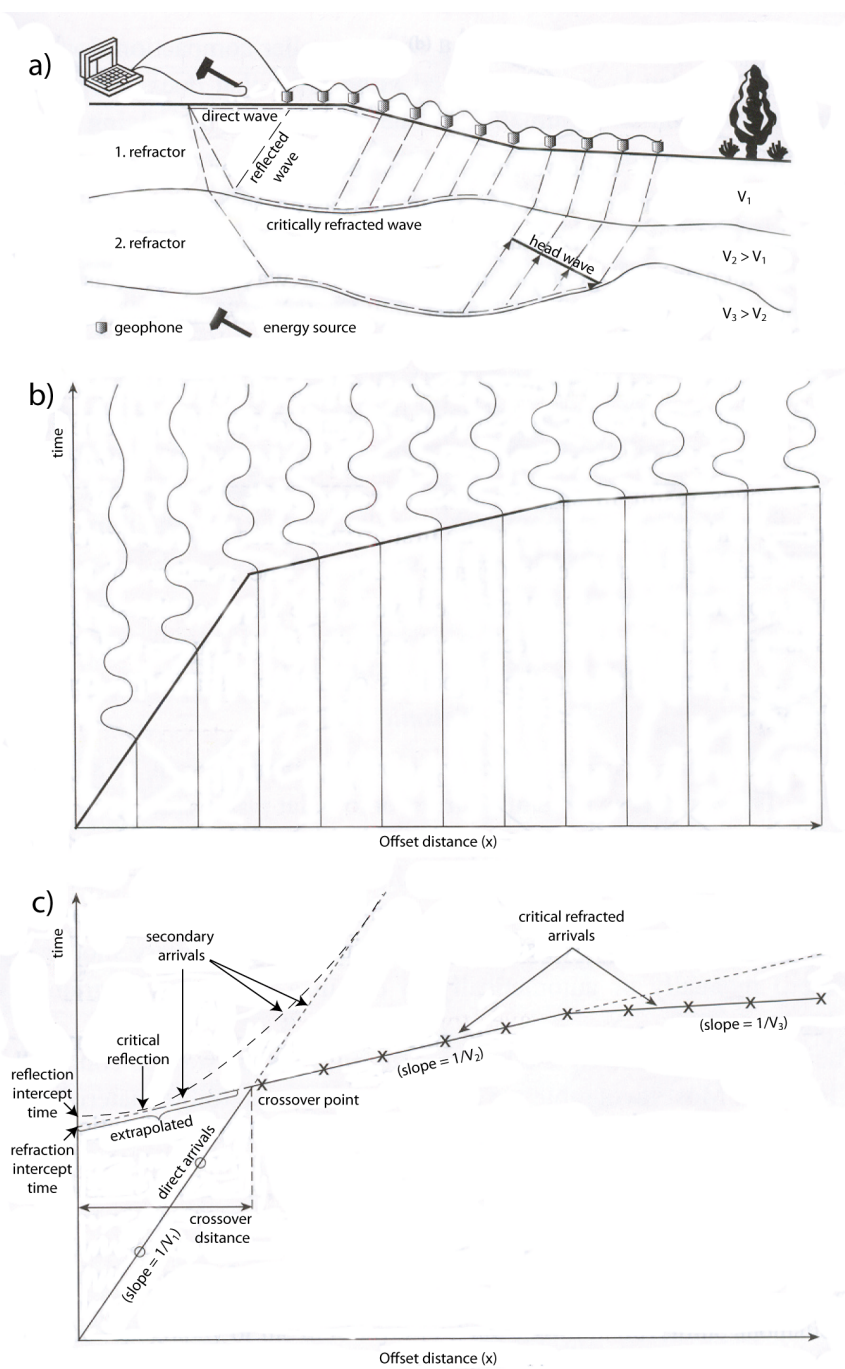 a)
direct wave
1. refractor
reflected
wave
V1
critically refracted wave
2. refractor
head wave
V2 > V1
V3 > V2
geophone
energy source
b)
time
Offset distance (x)
c)
time
critical refracted
arrivals
secondary
arrivals
critical
reflection
(slope = 1/V3)
(slope = 1/V2)
reflection
intercept
time
crossover point
extrapolated
refraction
intercept
time
direct arrivals
crossover
dsitance
(slope = 1/V1)
Offset distance (x)